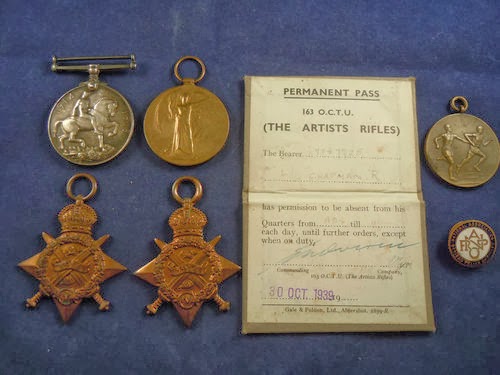 PERMANENT PASS
163 O.C.T.U.
(THE ARTISTS RIFLES)
The Bearer
CHAPMAN. R
has permission to be absent from his
Quarters from till
each day, until further orders, except
when on duty.
Commanding Company,
163 O.C.T.U. (The Artists Rifles)
30 OCT 1939 19
Gale & Polden, Ltd., Aldershot.